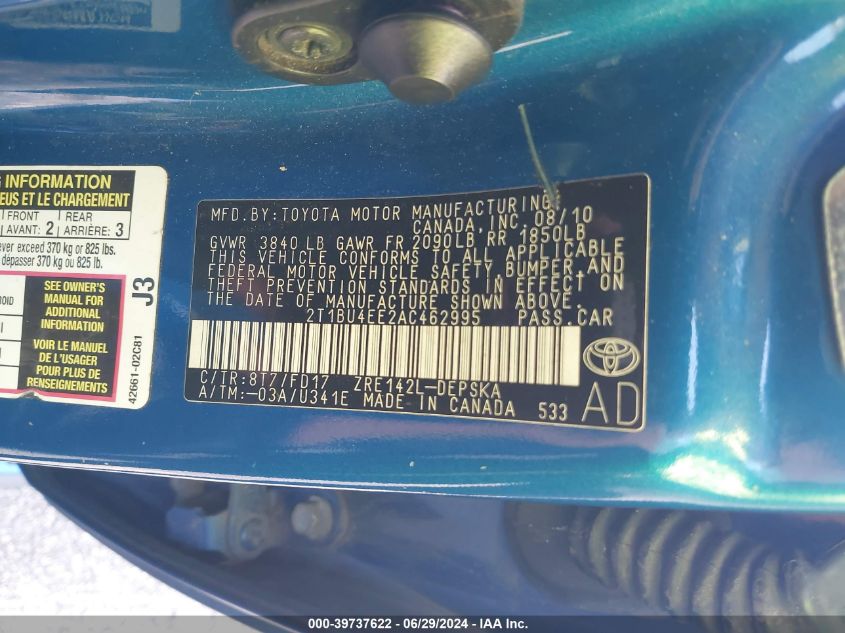 G INFORMATION
EUS ET LE CHARGEMENT
FRONT
AVANT: 2
REAR
ARRIÈRE: 3
ever exceed 370 kg or 825 lbs.
dépasser 370 kg ou 825 lb.
SEE OWNER'S
MANUAL FOR
ADDITIONAL
INFORMATION
VOIR LE MANUEL
DE L'USAGER
POUR PLUS DE
RENSEIGNEMENTS
J3
42661-02C81
MFD. BY: TOYOTA MOTOR MANUFACTURING
CANADA, INC. 08/10
GVWR 3840 LB GAWR FR 2090LB RR 1850LB
THIS VEHICLE CONFORMS TO ALL APPLICABLE
FEDERAL MOTOR VEHICLE SAFETY, BUMPER, AND
THEFT PREVENTION STANDARDS IN EFFECT ON
THE DATE OF MANUFACTURE SHOWN ABOVE.
2T1BU4EE2AC462995 PASS.CAR
C/TR: 8T7/FD17 ZRE142L-DEPSKA
A/TM: -03A/U341E MADE IN CANADA 533
AD
000-39737622 - 06/29/2024 - IAA Inc.